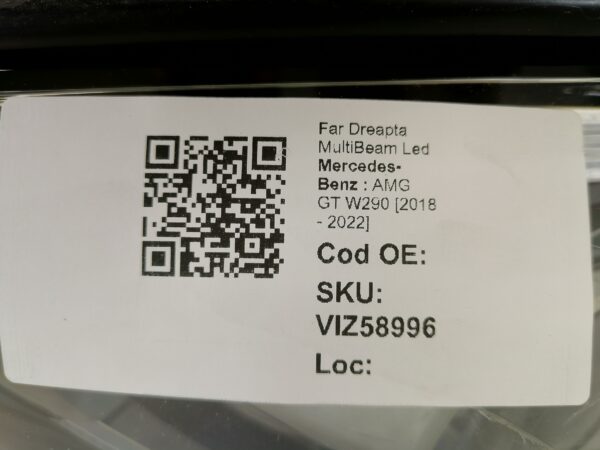 Far Dreapta
MultiBeam Led
Mercedes-
Benz : AMG
GT W290 [2018
- 2022]
Cod OE:
SKU:
VIZ58996
Loc: